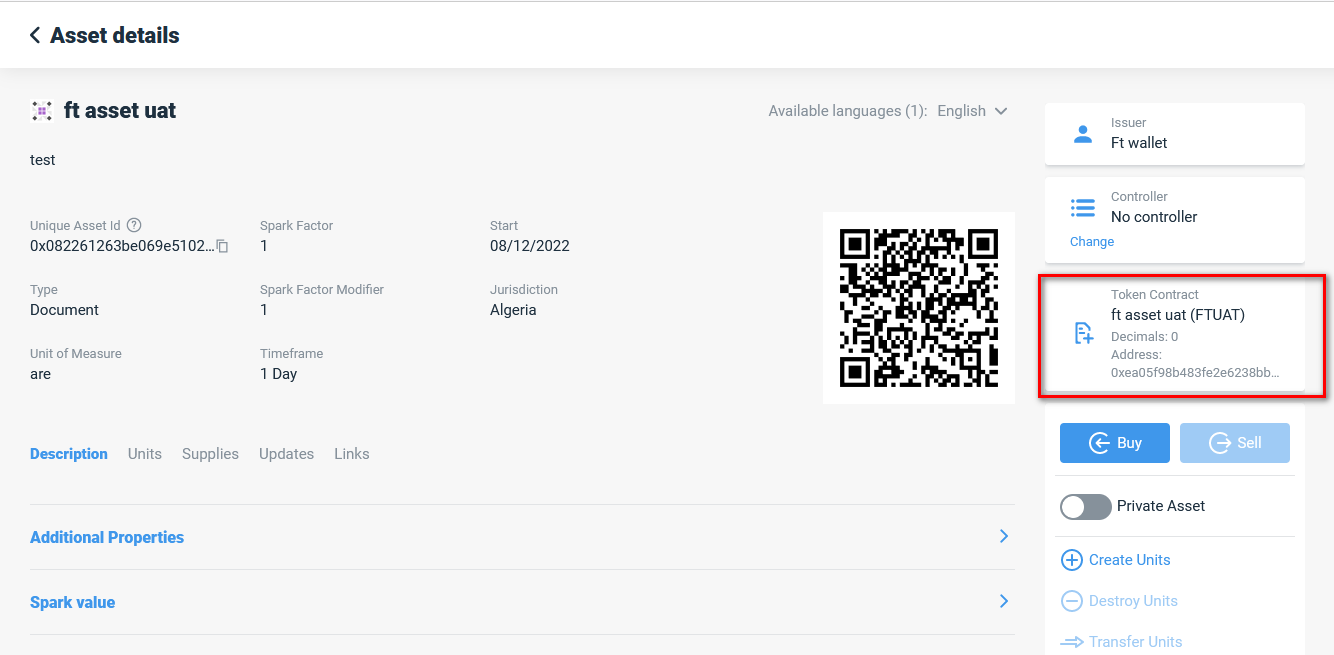 Asset details
ft asset uat
Available languages (1): English
test
Unique Asset Id
0x082261263be069e5102...
Spark Factor
1
Start
08/12/2022
Type
Document
Spark Factor Modifier
1
Jurisdiction
Algeria
Unit of Measure
are
Timeframe
1 Day
Description Units Supplies Updates Links
Additional Properties
Spark value
Issuer
Ft wallet
Controller
No controller
Change
Token Contract
ft asset uat (FTUAT)
Decimals: 0
Address:
0xea05f98b483fe2e6238bb...
Buy
Sell
Private Asset
Create Units
Destroy Units
Transfer Units